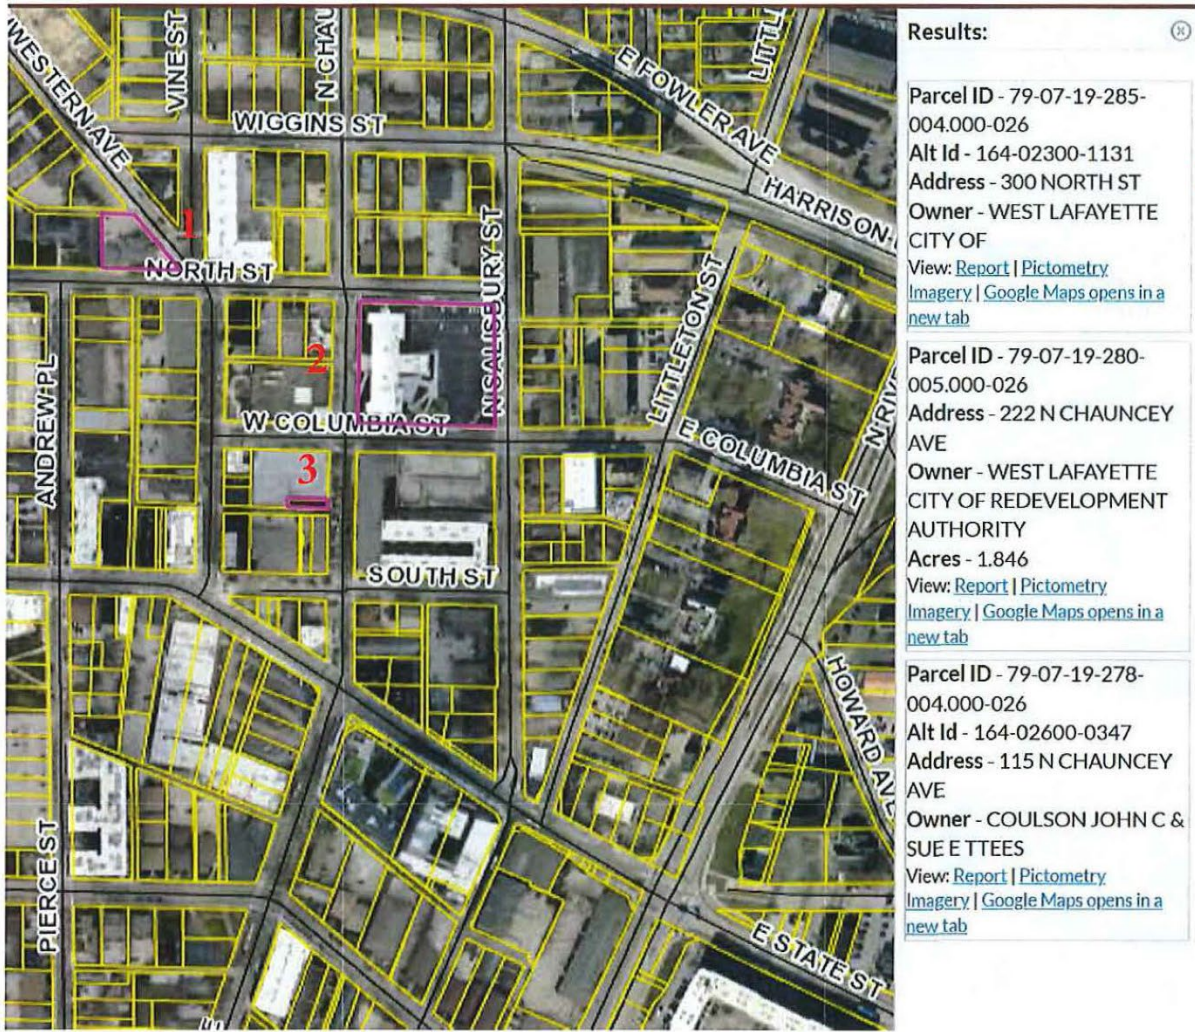 WESTERN AVE
VINE ST
N CHAU
LITTL
E FOWLER AVE
WIGGINS ST
HARRISON
1
NORTH ST
N SALISBURY ST
LITTLETON ST
2
ANDREW PL
W COLUMBIA ST
E COLUMBIA ST
N RIV
3
SOUTH ST
HOWARD AVE
PIERCE ST
E STATE ST
Results:
Parcel ID - 79-07-19-285-
004.000-026
Alt Id - 164-02300-1131
Address - 300 NORTH ST
Owner - WEST LAFAYETTE
CITY OF
View: Report | Pictometry
Imagery | Google Maps opens in a
new tab
Parcel ID - 79-07-19-280-
005.000-026
Address - 222 N CHAUNCEY
AVE
Owner - WEST LAFAYETTE
CITY OF REDEVELOPMENT
AUTHORITY
Acres - 1.846
View: Report | Pictometry
Imagery | Google Maps opens in a
new tab
Parcel ID - 79-07-19-278-
004.000-026
Alt Id - 164-02600-0347
Address - 115 N CHAUNCEY
AVE
Owner - COULSON JOHN C &
SUE E TTEES
View: Report | Pictometry
Imagery | Google Maps opens in a
new tab